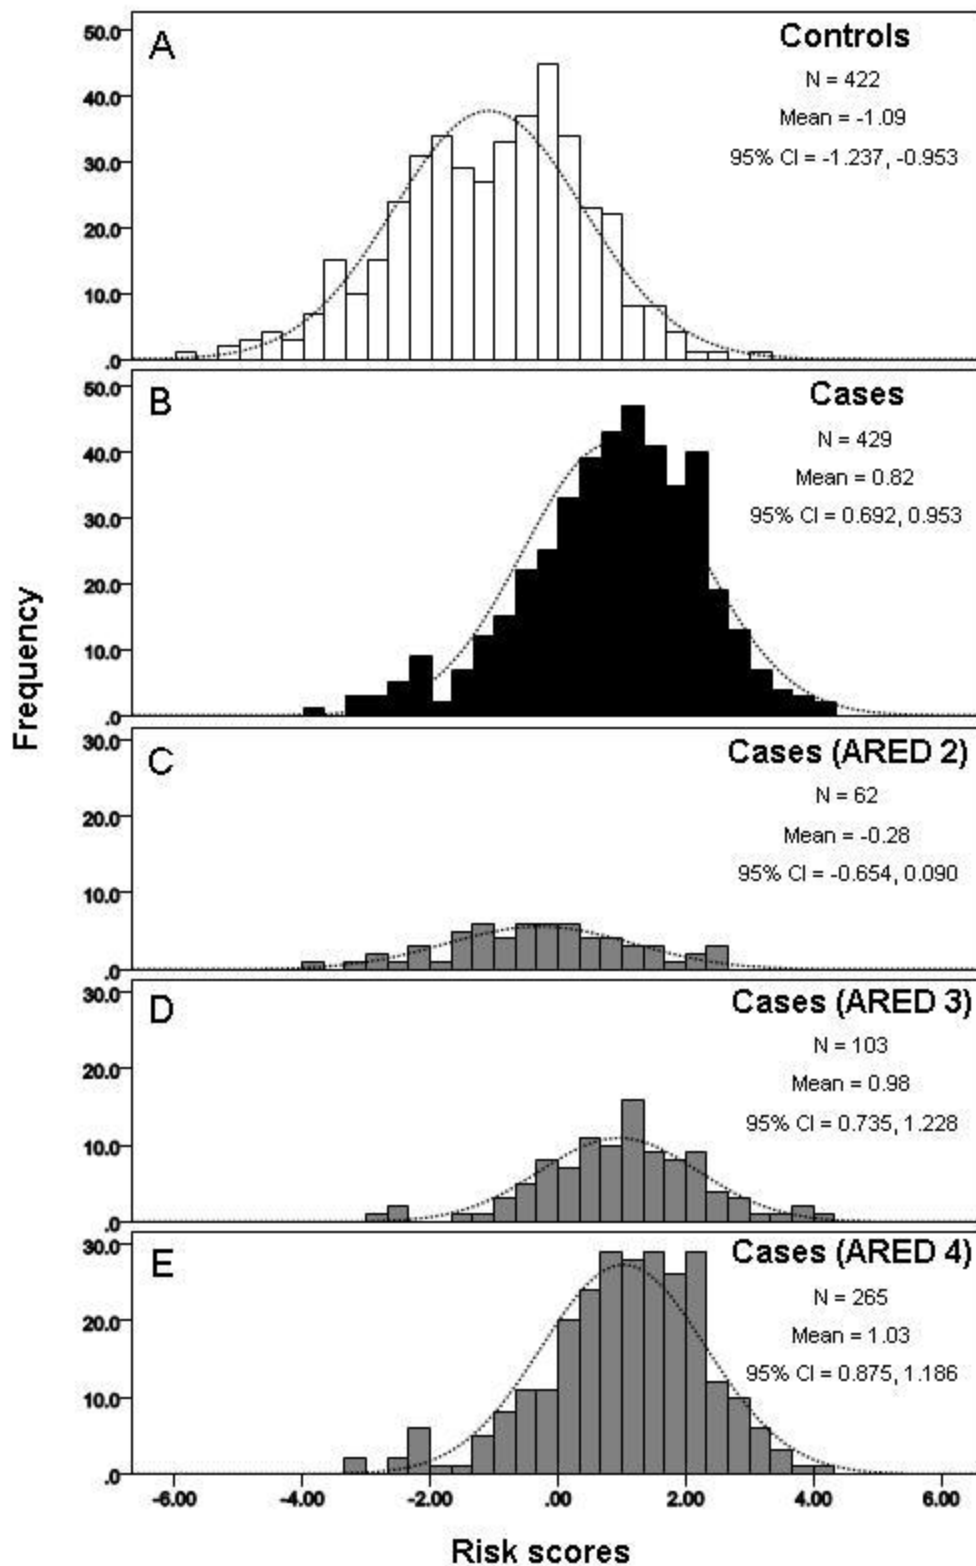 Frequency
A
Controls
N = 422
Mean = -1.09
95% CI = -1.237, -0.953
50.0
40.0
30.0
20.0
10.0
.0
B
Cases
N = 429
Mean = 0.82
95% CI = 0.692, 0.953
50.0
40.0
30.0
20.0
10.0
.0
C
Cases (ARED 2)
N = 62
Mean = -0.28
95% CI = -0.654, 0.090
30.0
20.0
10.0
.0
D
Cases (ARED 3)
N = 103
Mean = 0.98
95% CI = 0.735, 1.228
30.0
20.0
10.0
.0
E
Cases (ARED 4)
N = 265
Mean = 1.03
95% CI = 0.875, 1.186
30.0
20.0
10.0
.0
-6.00 -4.00 -2.00 .00 2.00 4.00 6.00
Risk scores